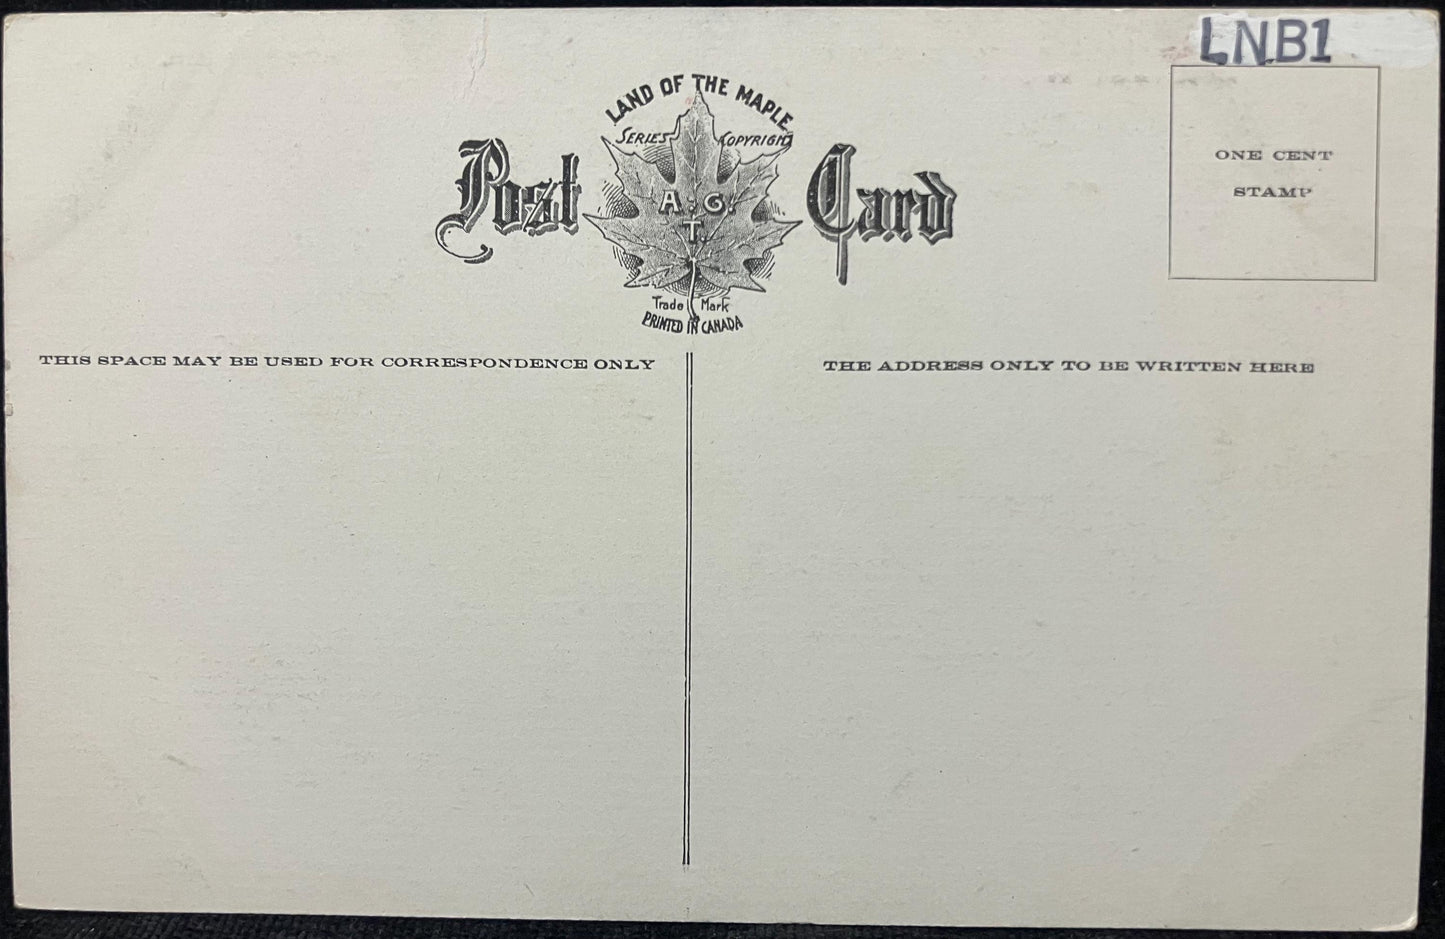 LNB1
LAND OF THE MAPLE
SERIES COPYRIGHT
Post Card
A. G.
T.
ONE CENT
STAMP
Trade Mark
PRINTED IN CANADA
THIS SPACE MAY BE USED FOR CORRESPONDENCE ONLY
THE ADDRESS ONLY TO BE WRITTEN HERE